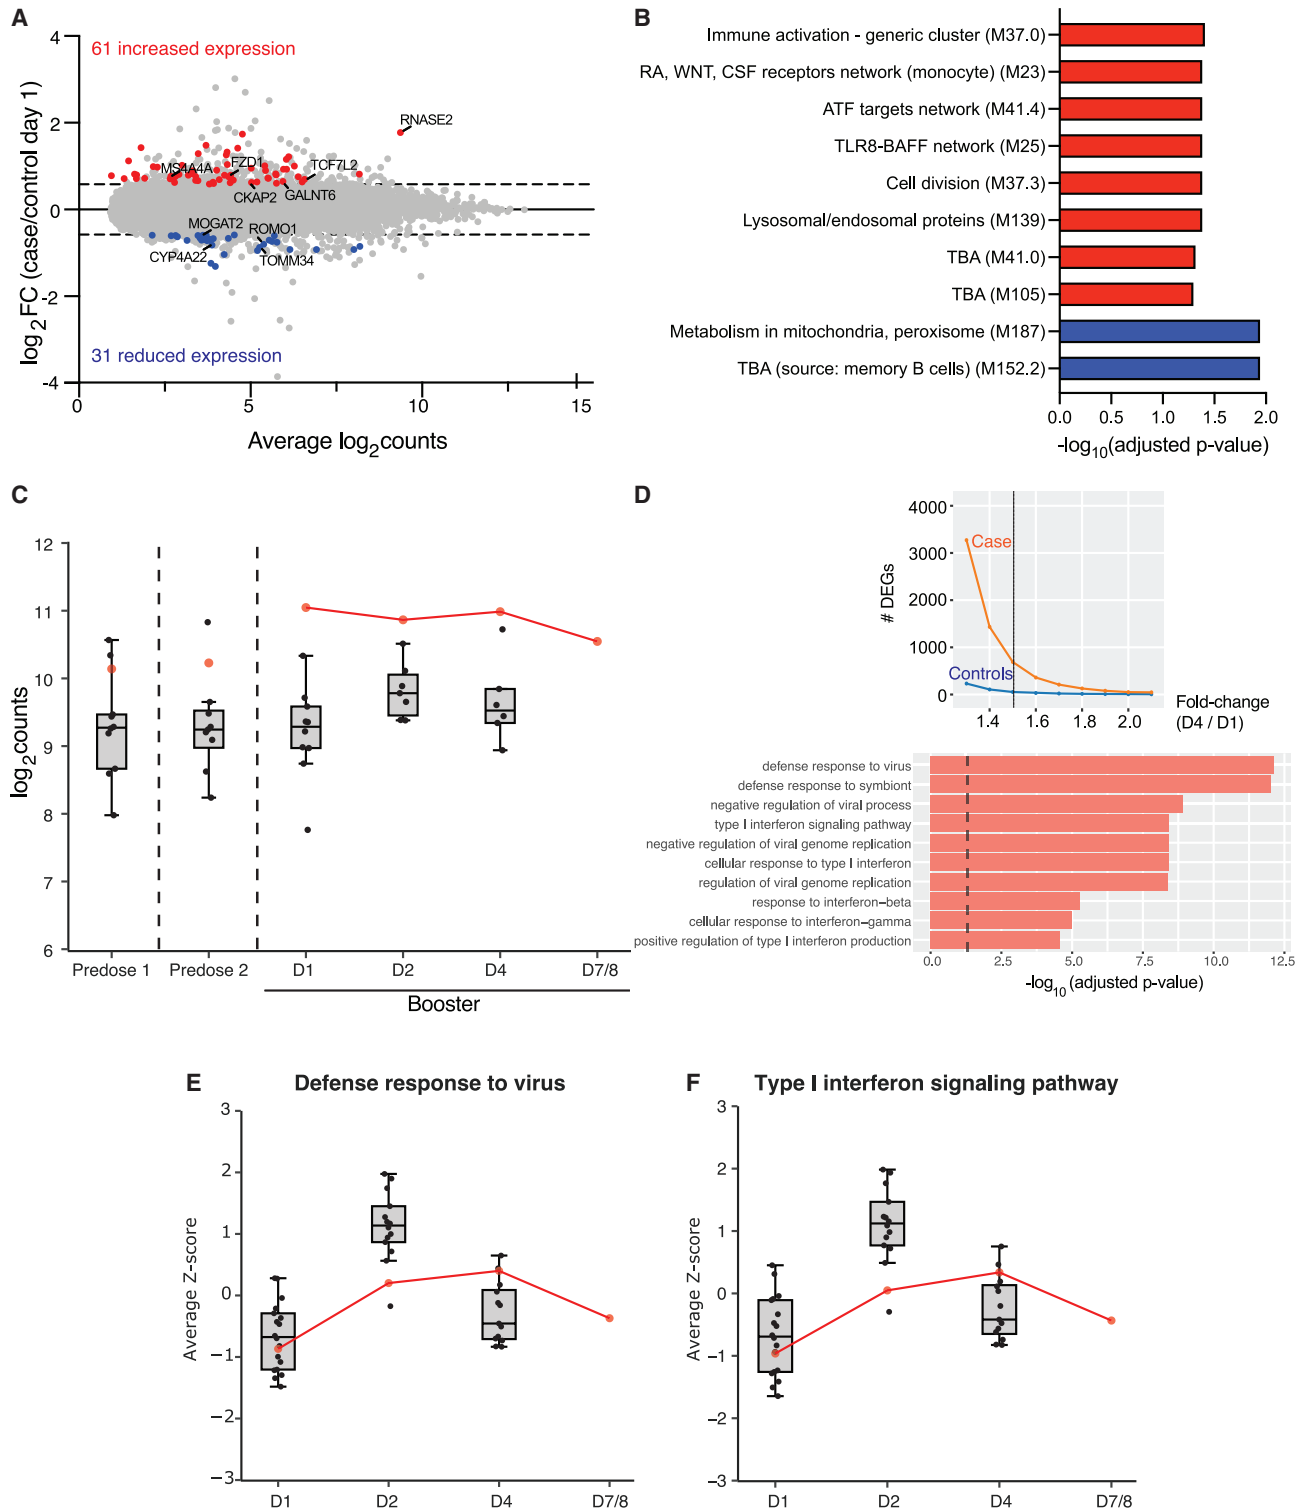 A
4
2
0
-2
-4
log2FC (case/control day 1)
61 increased expression
RNASE2
MS4A4A
FZD1
TCF7L2
CKAP2
GALNT6
MOGAT2
ROMO1
CYP4A22
TOMM34
31 reduced expression
0
5
10
15
Average log2counts
B
Immune activation - generic cluster (M37.0)
RA, WNT, CSF receptors network (monocyte) (M23)
ATF targets network (M41.4)
TLR8-BAFF network (M25)
Cell division (M37.3)
Lysosomal/endosomal proteins (M139)
TBA (M41.0)
TBA (M105)
Metabolism in mitochondria, peroxisome (M187)
TBA (source: memory B cells) (M152.2)
0.0 0.5 1.0 1.5 2.0
-log10(adjusted p-value)
C
12
11
10
9
8
7
6
log2counts
Predose 1
Predose 2
D1
D2
D4
D7/8
Booster
D
4000
3000
2000
1000
0
# DEGs
Case
Controls
1.4 1.6 1.8 2.0
Fold-change
(D4 / D1)
defense response to virus
defense response to symbiont
negative regulation of viral process
type I interferon signaling pathway
negative regulation of viral genome replication
cellular response to type I interferon
regulation of viral genome replication
response to interferon−beta
cellular response to interferon−gamma
positive regulation of type I interferon production
0.0 2.5 5.0 7.5 10.0 12.5
-log10 (adjusted p-value)
E
Defense response to virus
3
2
1
0
−1
−2
−3
Average Z-score
D1
D2
D4
D7/8
F
Type I interferon signaling pathway
3
2
1
0
−1
−2
−3
Average Z-score
D1
D2
D4
D7/8